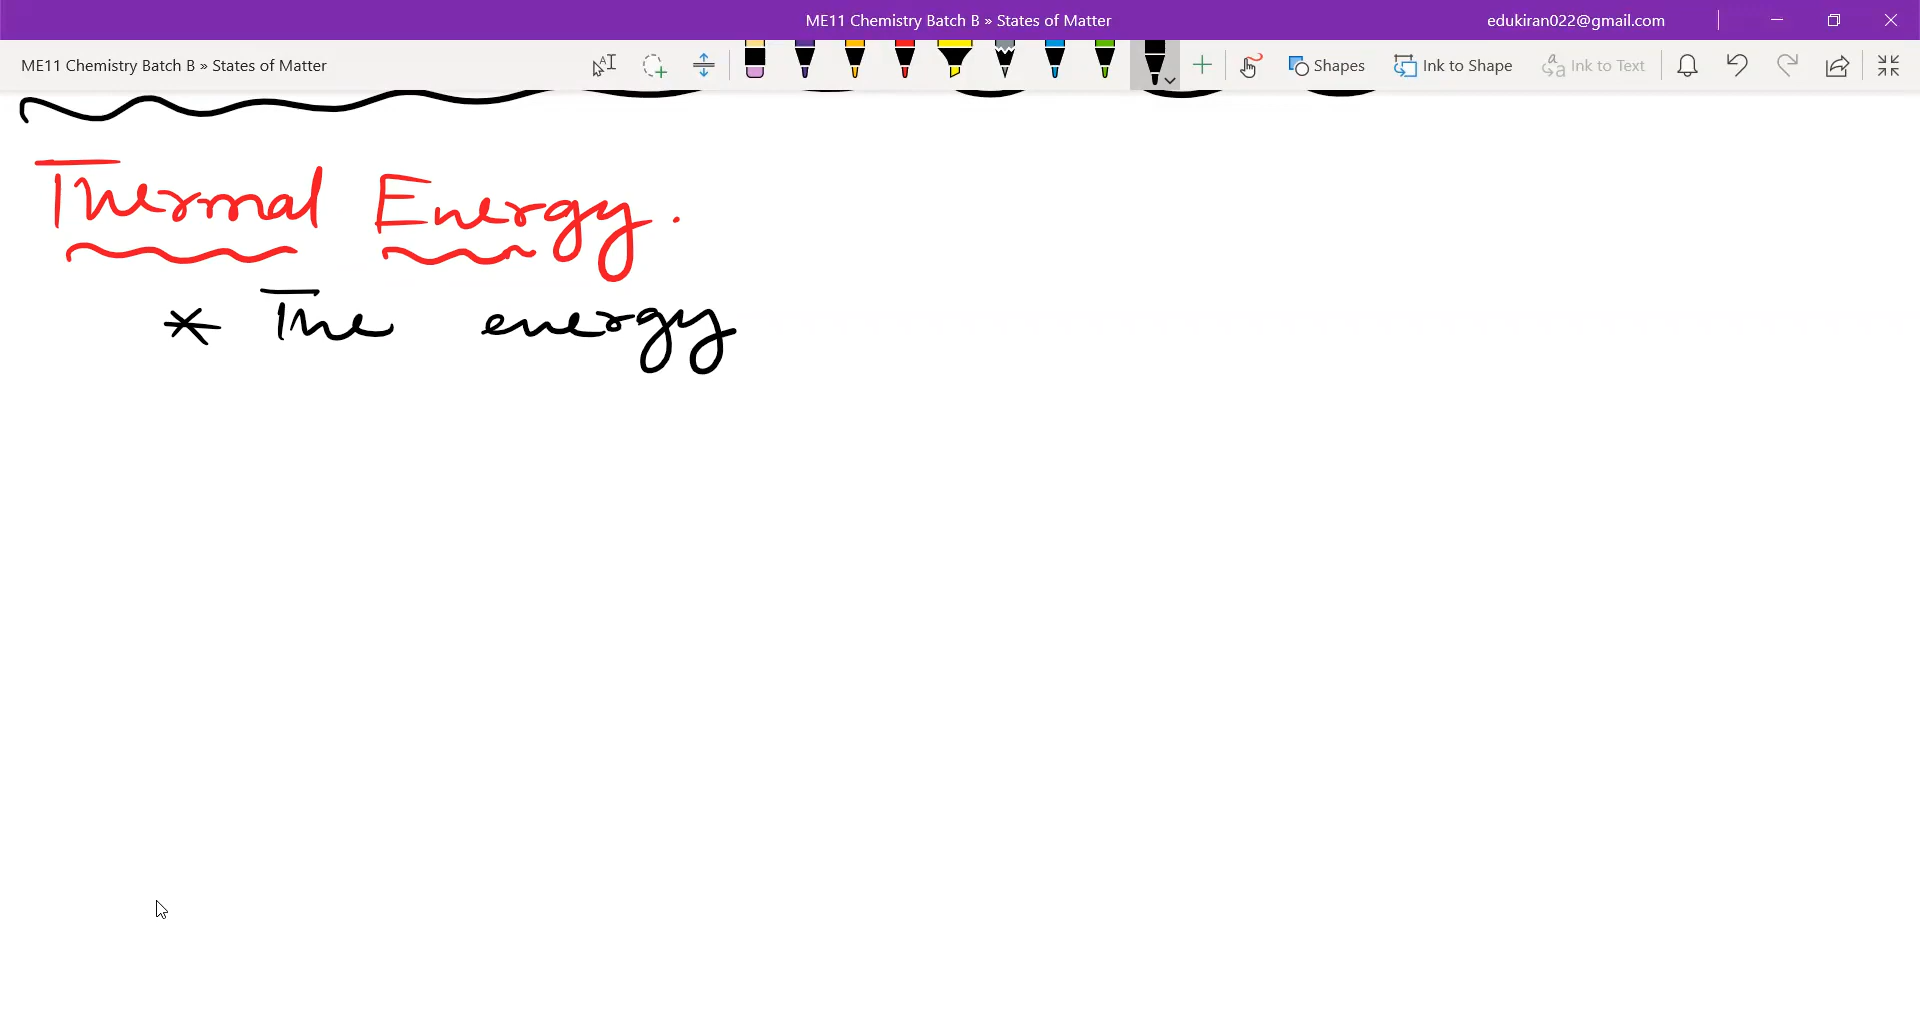 ME11 Chemistry Batch B » States of Matter
edukiran022@gmail.com
ME11 Chemistry Batch B » States of Matter
Shapes
Ink to Shape
Ink to Text
Thermal Energy.
* The energy